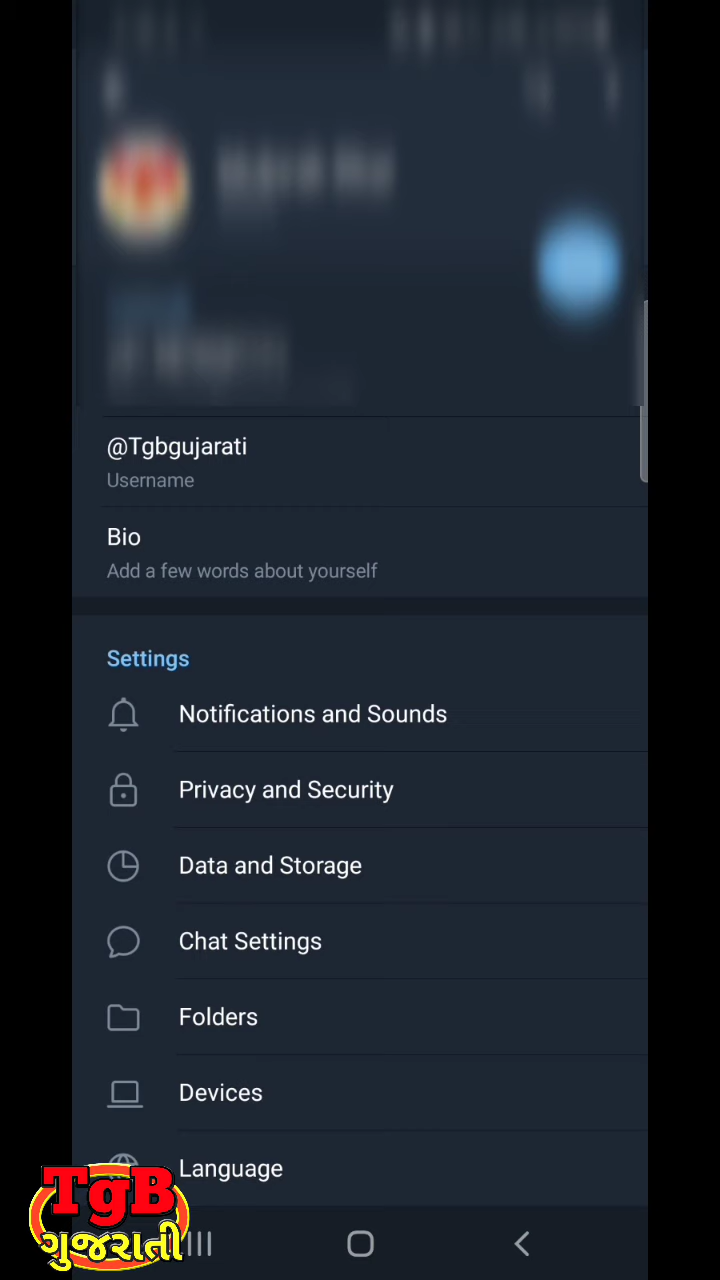 @Tgbgujarati
Username
Bio
Add a few words about yourself
Settings
Notifications and Sounds
Privacy and Security
Data and Storage
Chat Settings
Folders
Devices
Language
TgB
ગુજરાતી